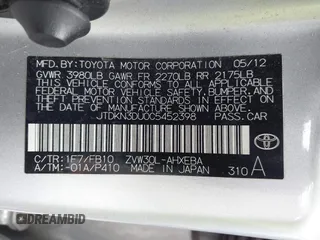 MFD. BY: TOYOTA MOTOR CORPORATION 05/12
GVWR 3980LB GAWR FR 2270LB RR 2175LB
THIS VEHICLE CONFORMS TO ALL APPLICABLE
FEDERAL MOTOR VEHICLE SAFETY, BUMPER, AND
THEFT PREVENTION STANDARDS IN EFFECT ON
THE DATE OF MANUFACTURE SHOWN ABOVE.
JTDKN3DU0C5452398 PASS.CAR
C/TR: 1F7/FB10 ZVW30L-AHXEBA
A/TM: -01A/P410 MADE IN JAPAN 310 A
TOYOTA
DREAMBID